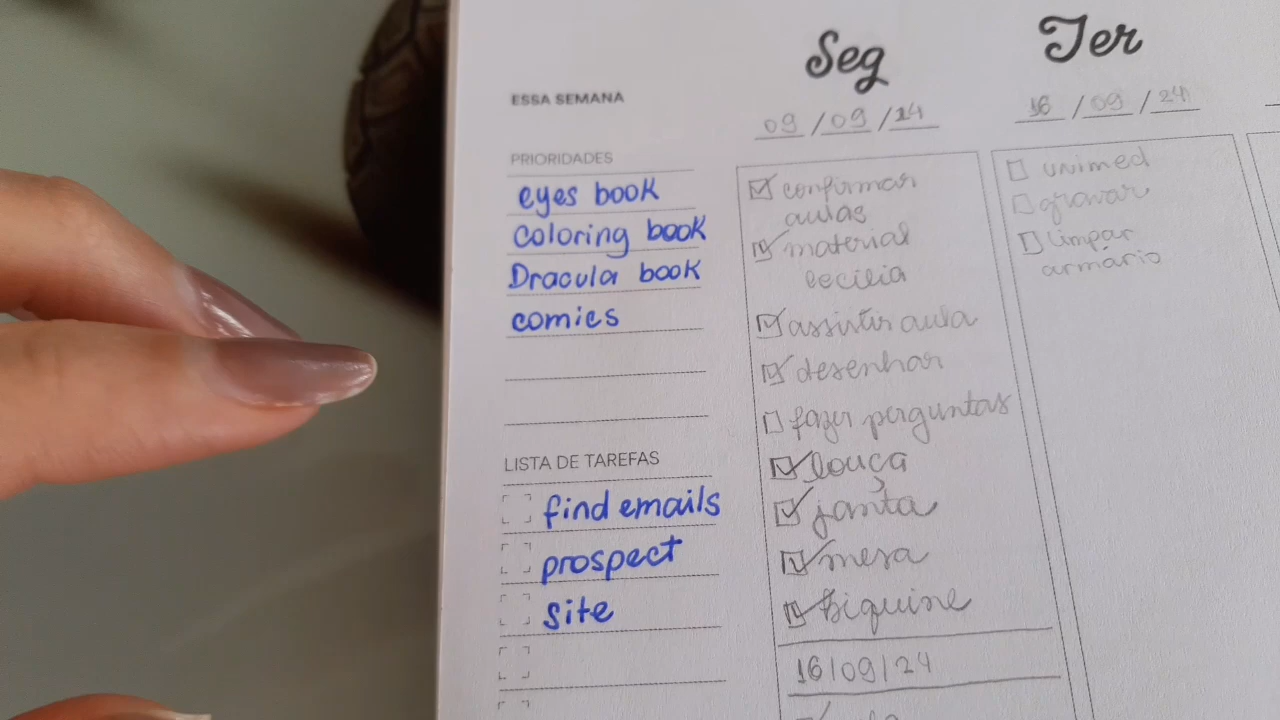 ESSA SEMANA
PRIORIDADES
eyes book
Coloring book
Dracula book
comics
LISTA DE TAREFAS
find emails
prospect
site
Seg
09/09/24
confirmar
aulas
material
Cecilia
assistir aula
desenhar
fazer perguntas
louça
janta
mesa
biquine
16/09/24
Ter
16/09/24
unimed
gravar
limpar
armário